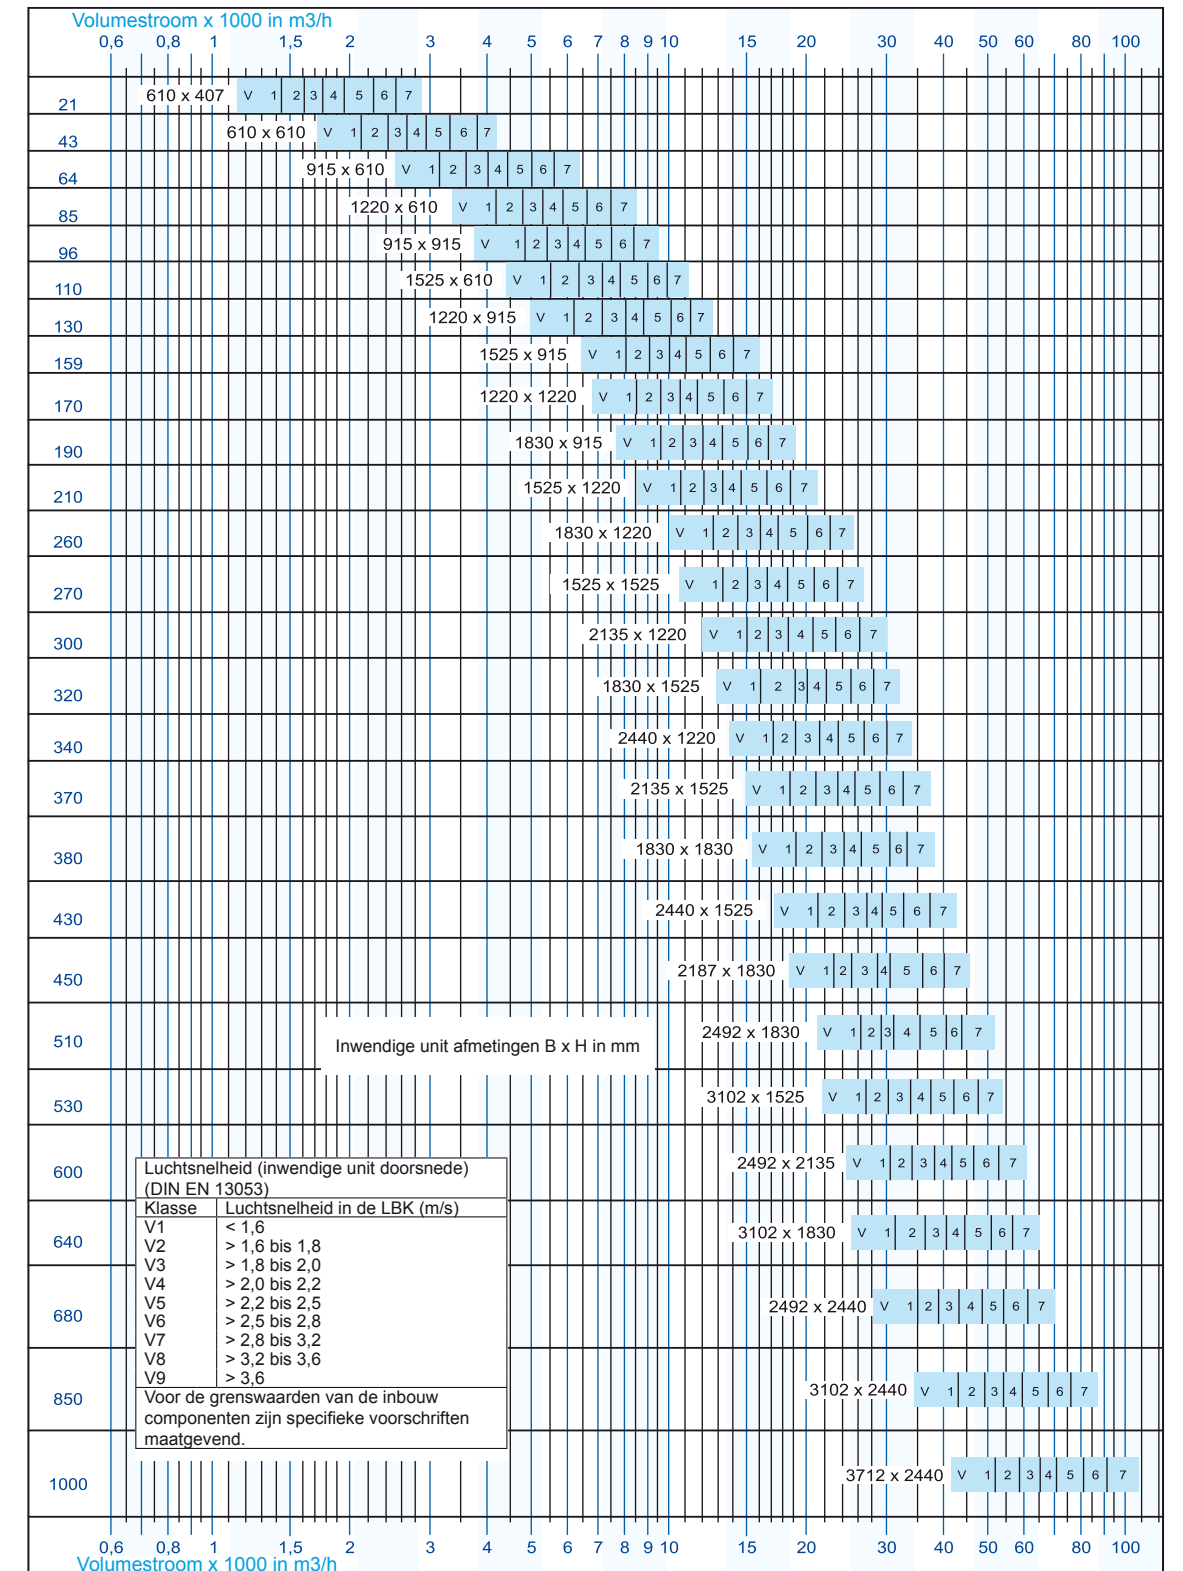 Volumestroom x 1000 in m3/h
0,6 0,8 1 1,5 2 3 4 5 6 7 8 9 10 15 20 30 40 50 60 80 100
21 610 x 407 V 1 2 3 4 5 6 7
43 610 x 610 V 1 2 3 4 5 6 7
64 915 x 610 V 1 2 3 4 5 6 7
85 1220 x 610 V 1 2 3 4 5 6 7
96 915 x 915 V 1 2 3 4 5 6 7
110 1525 x 610 V 1 2 3 4 5 6 7
130 1220 x 915 V 1 2 3 4 5 6 7
159 1525 x 915 V 1 2 3 4 5 6 7
170 1220 x 1220 V 1 2 3 4 5 6 7
190 1830 x 915 V 1 2 3 4 5 6 7
210 1525 x 1220 V 1 2 3 4 5 6 7
260 1830 x 1220 V 1 2 3 4 5 6 7
270 1525 x 1525 V 1 2 3 4 5 6 7
300 2135 x 1220 V 1 2 3 4 5 6 7
320 1830 x 1525 V 1 2 3 4 5 6 7
340 2440 x 1220 V 1 2 3 4 5 6 7
370 2135 x 1525 V 1 2 3 4 5 6 7
380 1830 x 1830 V 1 2 3 4 5 6 7
430 2440 x 1525 V 1 2 3 4 5 6 7
450 2187 x 1830 V 1 2 3 4 5 6 7
510 2492 x 1830 V 1 2 3 4 5 6 7
Inwendige unit afmetingen B x H in mm
530 3102 x 1525 V 1 2 3 4 5 6 7
600 2492 x 2135 V 1 2 3 4 5 6 7
640 3102 x 1830 V 1 2 3 4 5 6 7
680 2492 x 2440 V 1 2 3 4 5 6 7
850 3102 x 2440 V 1 2 3 4 5 6 7
1000 3712 x 2440 V 1 2 3 4 5 6 7
Luchtsnelheid (inwendige unit doorsnede)
(DIN EN 13053)
Klasse Luchtsnelheid in de LBK (m/s)
V1 < 1,6
V2 > 1,6 bis 1,8
V3 > 1,8 bis 2,0
V4 > 2,0 bis 2,2
V5 > 2,2 bis 2,5
V6 > 2,5 bis 2,8
V7 > 2,8 bis 3,2
V8 > 3,2 bis 3,6
V9 > 3,6
Voor de grenswaarden van de inbouw
componenten zijn specifieke voorschriften
maatgevend.
0,6 0,8 1 1,5 2 3 4 5 6 7 8 9 10 15 20 30 40 50 60 80 100
Volumestroom x 1000 in m3/h